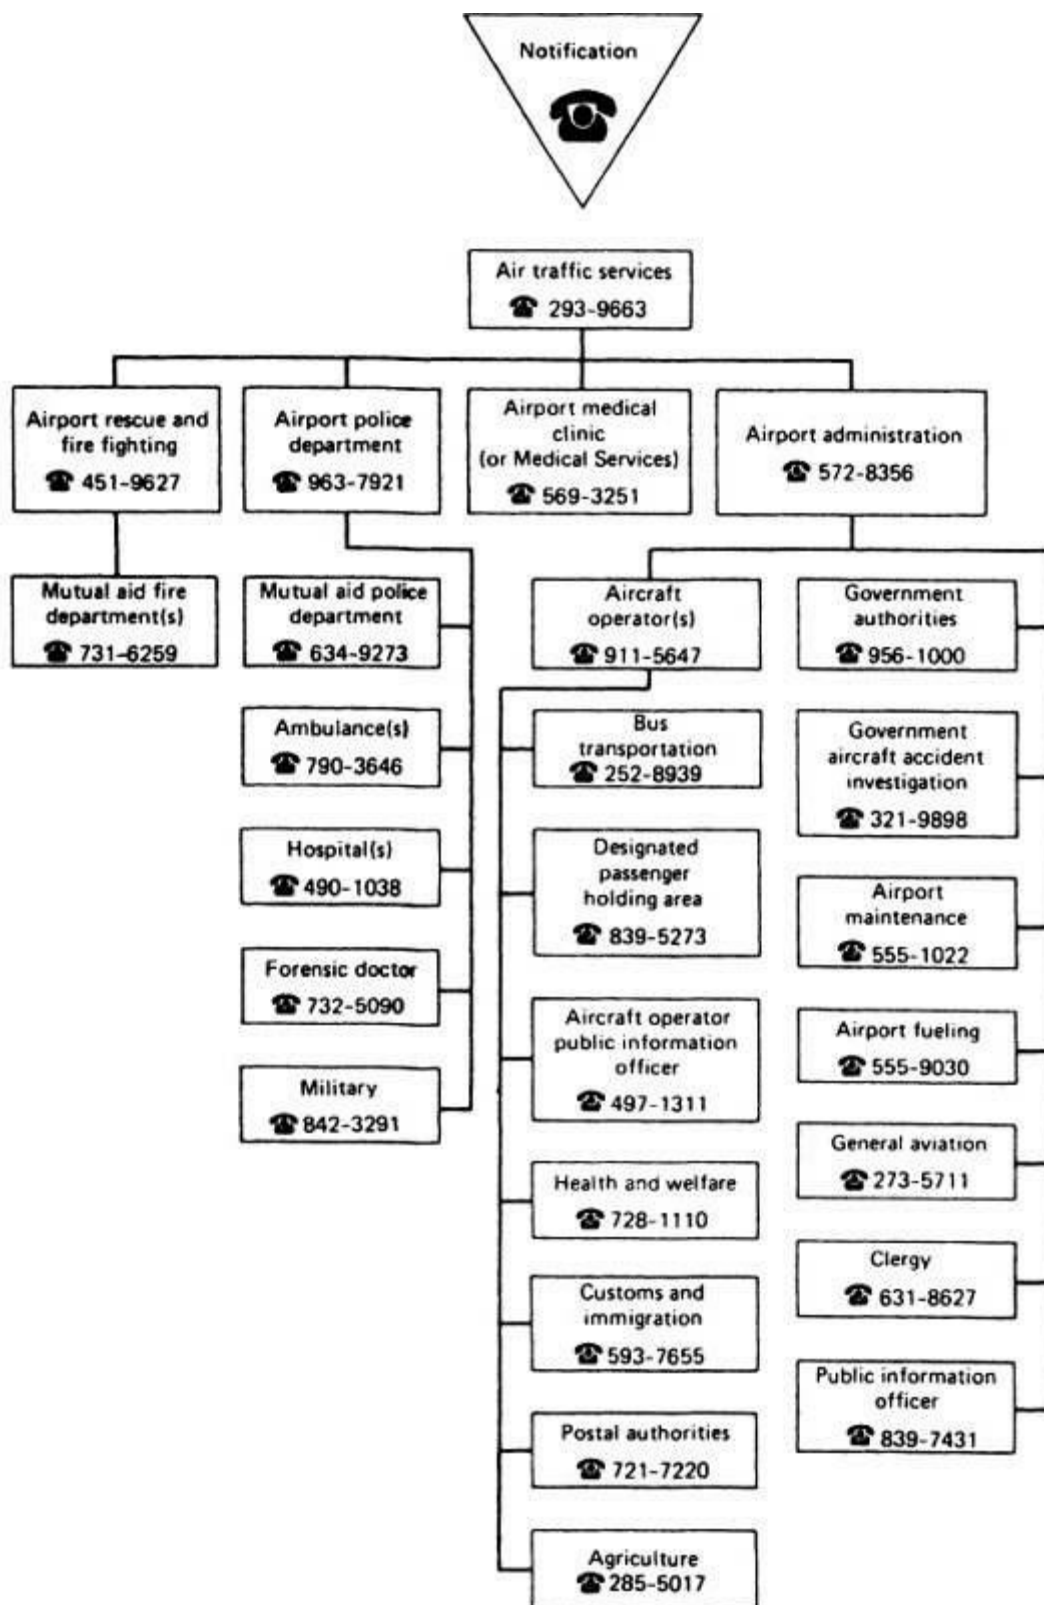 Notification
Air traffic services
☎ 293-9663
Airport rescue and
fire fighting
☎ 451-9627
Airport police
department
☎ 963-7921
Airport medical
clinic
(or Medical Services)
☎ 569-3251
Airport administration
☎ 572-8356
Mutual aid fire
department(s)
☎ 731-6259
Mutual aid police
department
☎ 634-9273
Ambulance(s)
☎ 790-3646
Hospital(s)
☎ 490-1038
Forensic doctor
☎ 732-5090
Military
☎ 842-3291
Aircraft
operator(s)
☎ 911-5647
Bus
transportation
☎ 252-8939
Designated
passenger
holding area
☎ 839-5273
Aircraft operator
public information
officer
☎ 497-1311
Health and welfare
☎ 728-1110
Customs and
immigration
☎ 593-7655
Postal authorities
☎ 721-7220
Agriculture
☎ 285-5017
Government
authorities
☎ 956-1000
Government
aircraft accident
investigation
☎ 321-9898
Airport
maintenance
☎ 555-1022
Airport fueling
☎ 555-9030
General aviation
☎ 273-5711
Clergy
☎ 631-8627
Public information
officer
☎ 839-7431